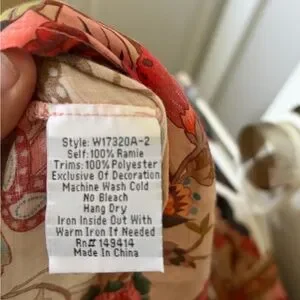 Style: W17320A-2
Self:100% Ramie
Trims:100% Polyester
Exclusive Of Decoration
Machine Wash Cold
No Bleach
Hang Dry
Iron Inside Out With
Warm Iron If Needed
Rn# 149414
Made In China